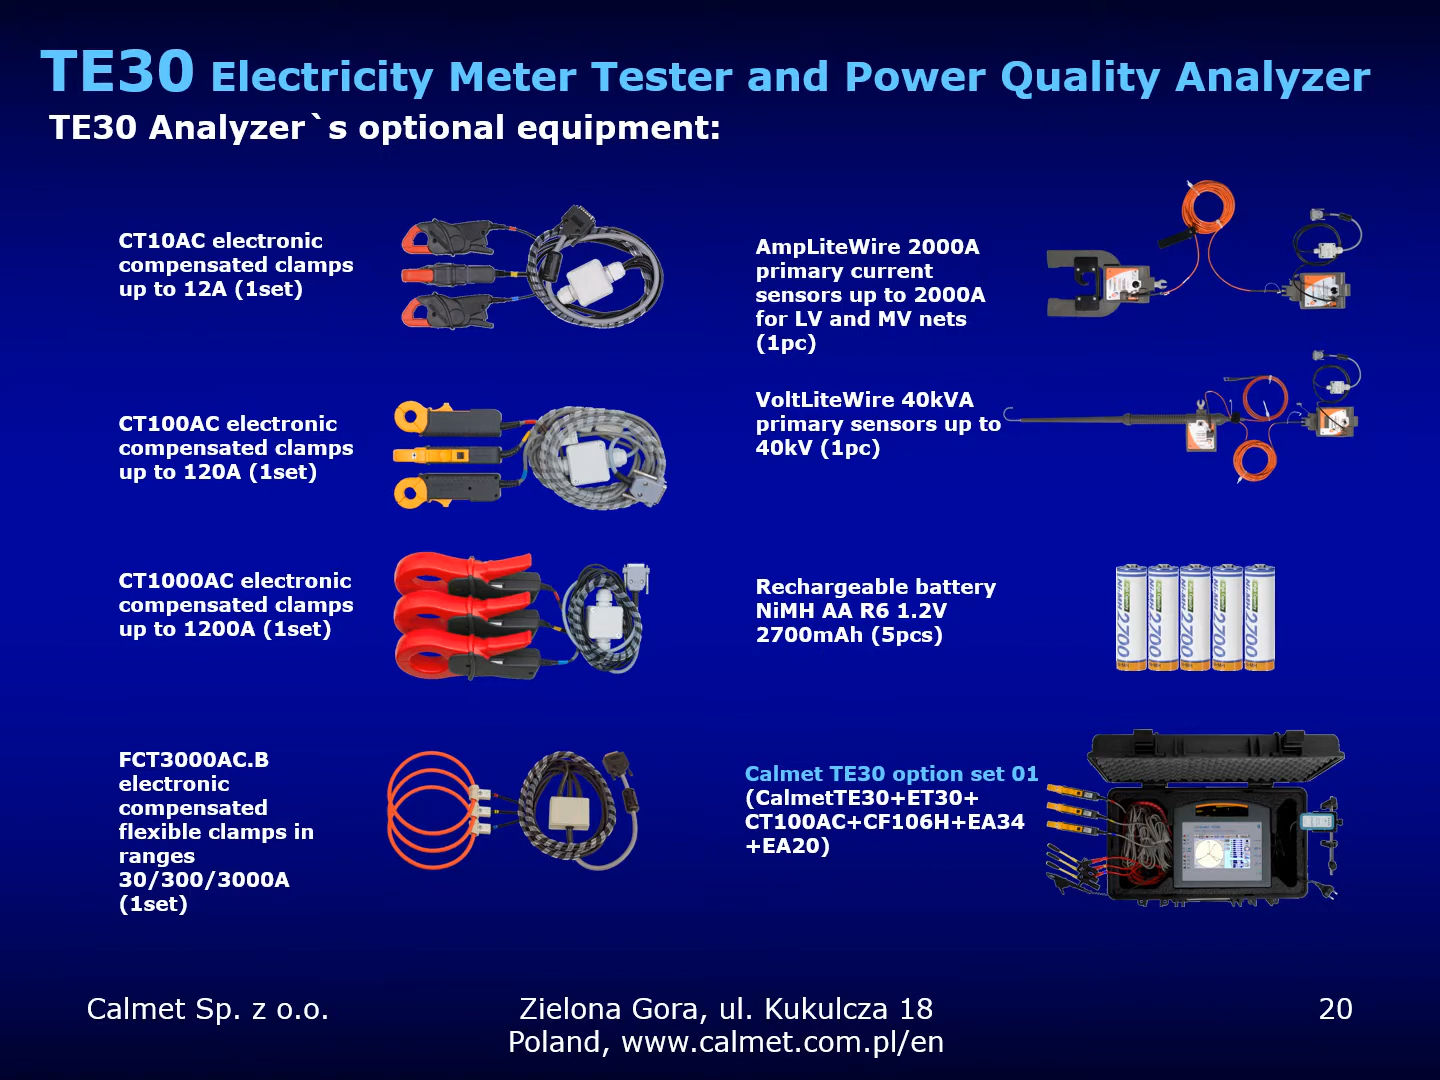 TE30 Electricity Meter Tester and Power Quality Analyzer
TE30 Analyzer`s optional equipment:
CT10AC electronic
compensated clamps
up to 12A (1set)
CT100AC electronic
compensated clamps
up to 120A (1set)
CT1000AC electronic
compensated clamps
up to 1200A (1set)
FCT3000AC.B
electronic
compensated
flexible clamps in
ranges
30/300/3000A
(1set)
AmpLiteWire 2000A
primary current
sensors up to 2000A
for LV and MV nets
(1pc)
VoltLiteWire 40kVA
primary sensors up to
40kV (1pc)
Rechargeable battery
NiMH AA R6 1.2V
2700mAh (5pcs)
2700
2700
2700
2700
2700
Calmet TE30 option set 01
(CalmetTE30+ET30+
CT100AC+CF106H+EA34
+EA20)
Calmet Sp. z o.o.
Zielona Gora, ul. Kukulcza 18
Poland, www.calmet.com.pl/en
20